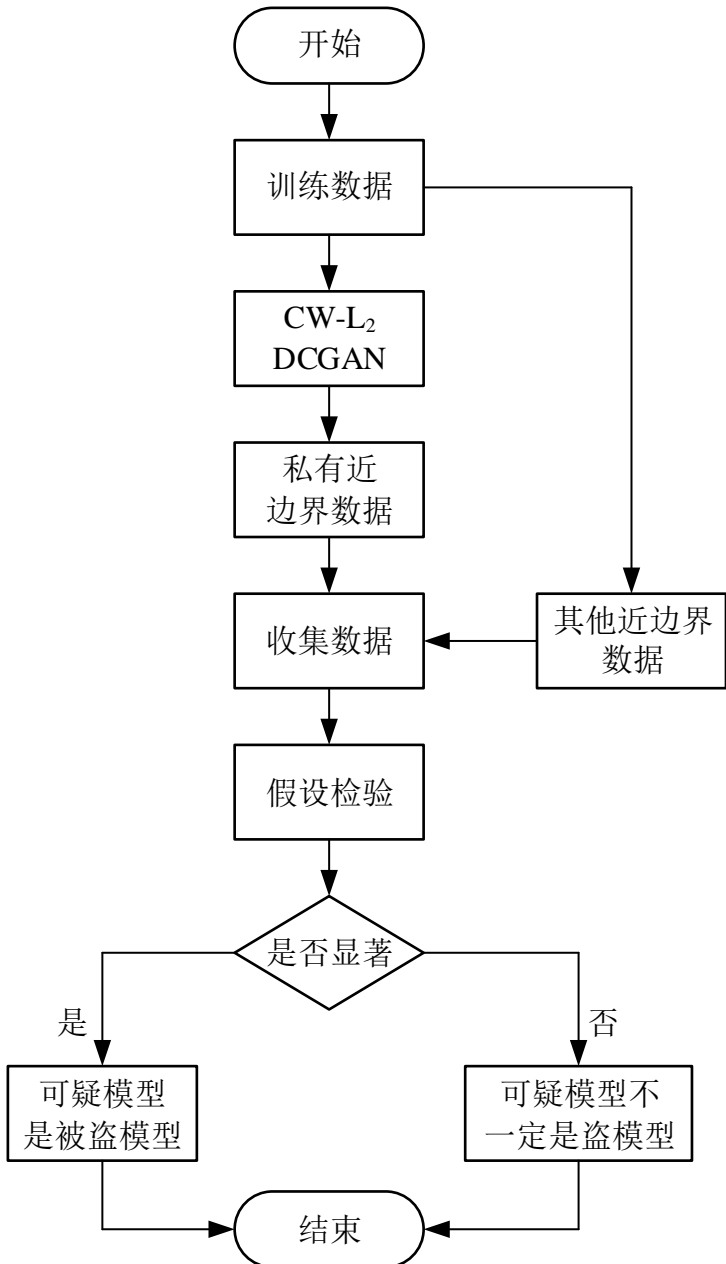 开始
训练数据
CW-L₂
DCGAN
私有近
边界数据
收集数据
其他近边界
数据
假设检验
是否显著
是
否
可疑模型
是被盗模型
可疑模型不
一定是盗模型
结束